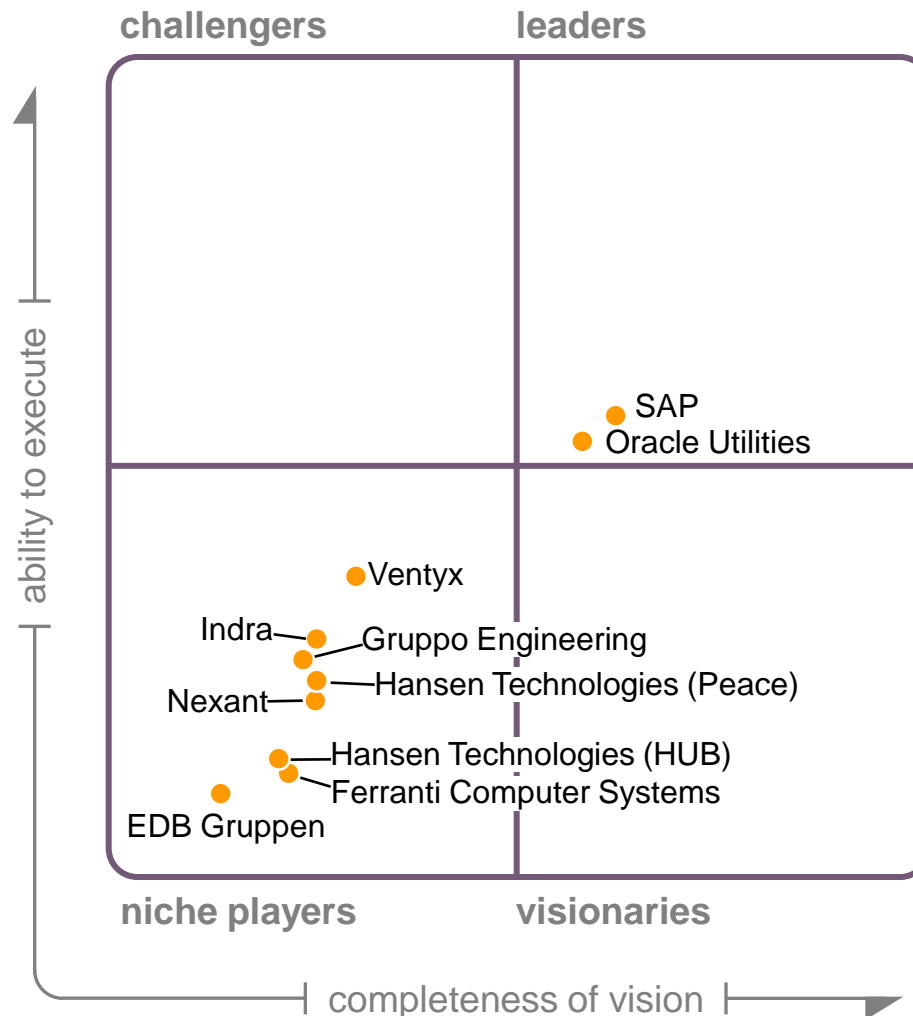 challengers
leaders
ability to execute
SAP
Oracle Utilities
Ventyx
Indra
Gruppo Engineering
Hansen Technologies (Peace)
Nexant
Hansen Technologies (HUB)
Ferranti Computer Systems
EDB Gruppen
niche players
visionaries
completeness of vision